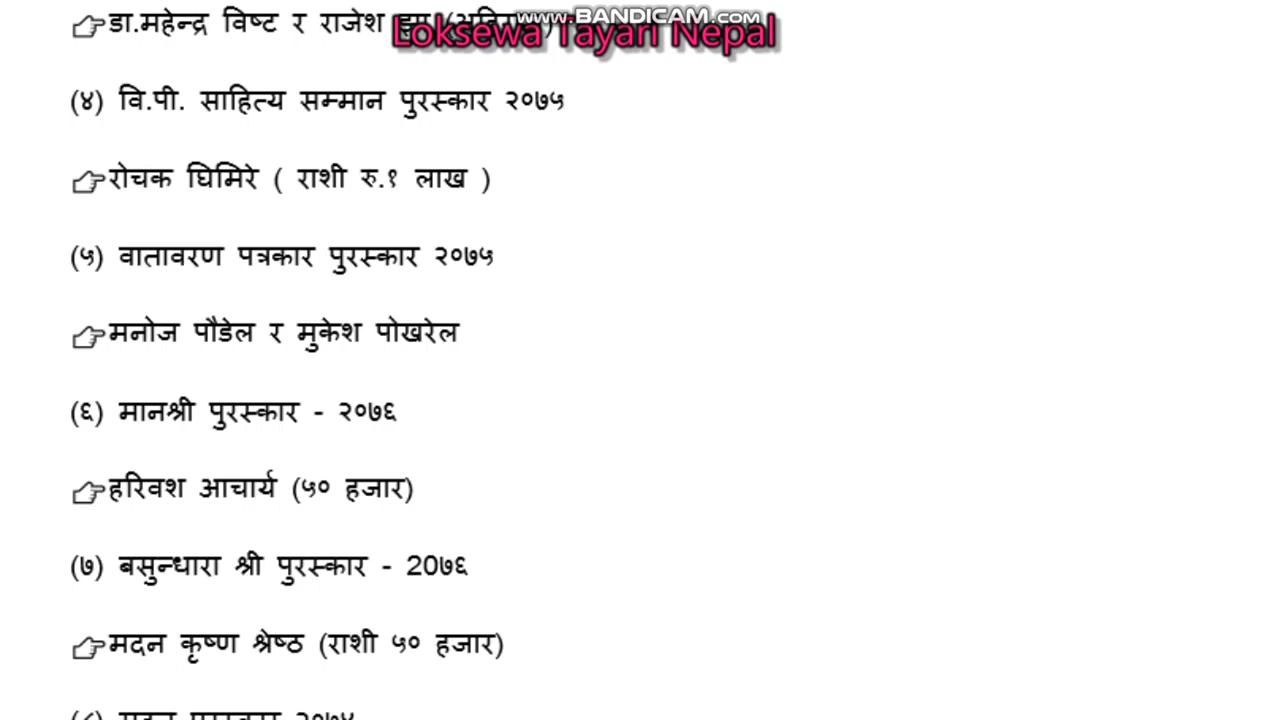 www.BANDICAM.com
Loksewa Tayari Nepal
डा.महेन्द्र विष्ट र राजेश
(४) वि.पी. साहित्य सम्मान पुरस्कार २०७५
रोचक घिमिरे ( राशी रु.१ लाख )
(५) वातावरण पत्रकार पुरस्कार २०७५
मनोज पौडेल र मुकेश पोखरेल
(६) मानश्री पुरस्कार - २०७६
हरिवश आचार्य (५० हजार)
(७) बसुन्धारा श्री पुरस्कार - 20७६
मदन कृष्ण श्रेष्ठ (राशी ५० हजार)